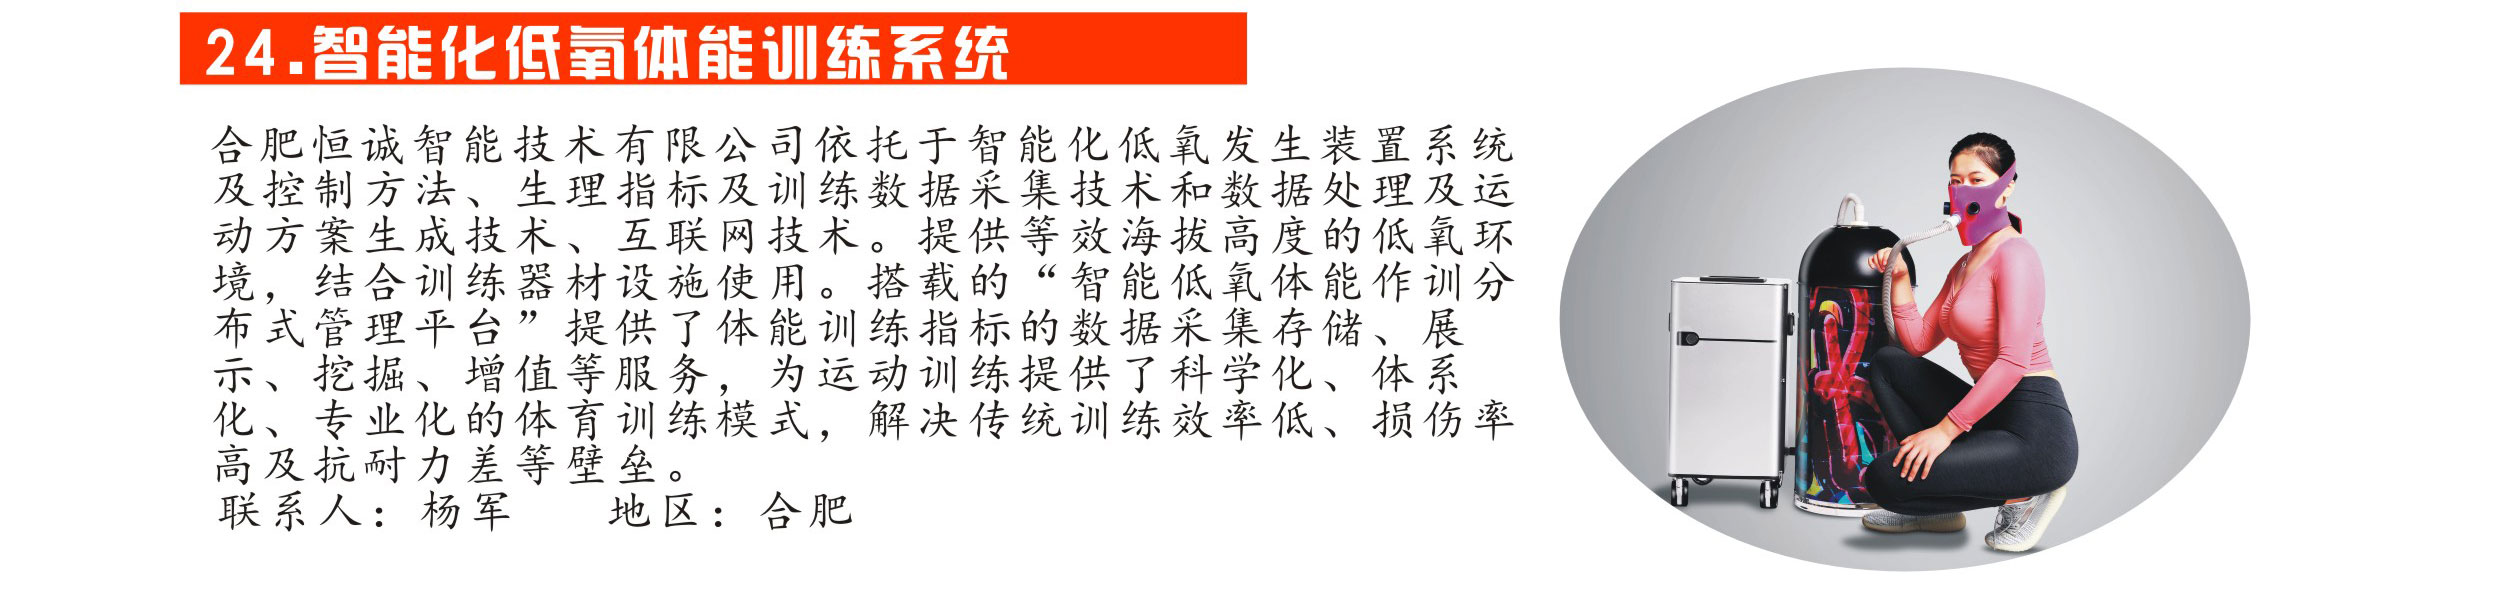 24.智能化低氧体能训练系统
合肥恒诚智能技术有限公司依托于智能化低氧发生装置系统
及控制方法、生理指标及训练数据采集技术和数据处理及运
动方案生成技术、互联网技术。提供等效海拔高度的低氧环
境，结合训练器材设施使用。搭载的“智能低氧体能作训分
布式管理平台”提供了体能训练指标的数据采集存储、展
示、挖掘、增值等服务，为运动训练提供了科学化、体系
化、专业化的体育训练模式，解决传统训练效率低、损伤率
高及抗耐力差等壁垒。
联系人：杨军 地区：合肥